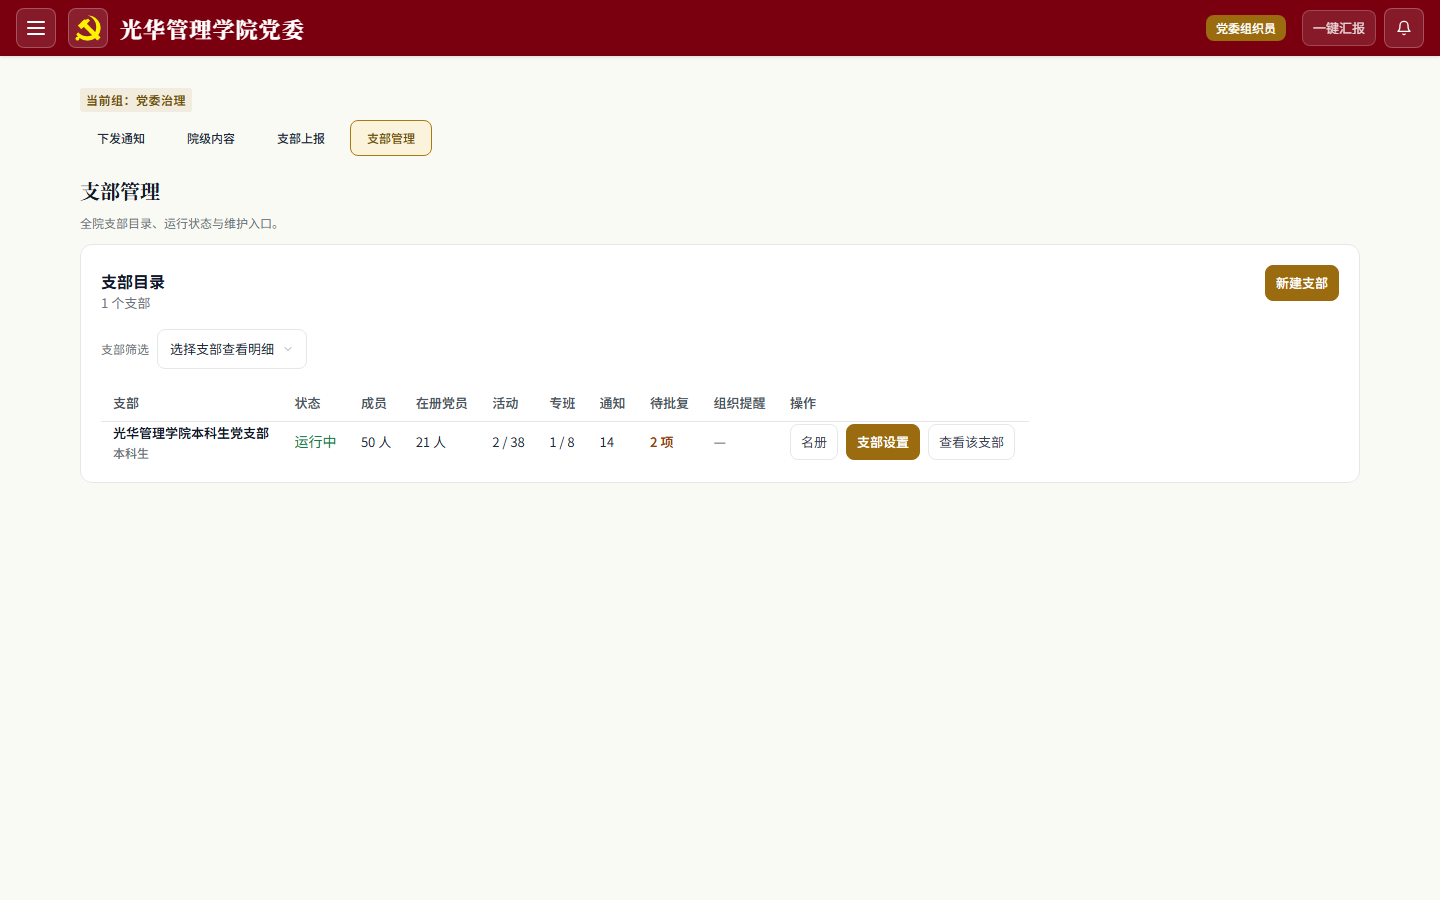 光华管理学院党委
党委组织员
一键汇报
当前组：党委治理
下发通知 院级内容 支部上报 支部管理
支部管理
全院支部目录、运行状态与维护入口。
支部目录
1 个支部
新建支部
支部筛选 选择支部查看明细
支部 状态 成员 在册党员 活动 专班 通知 待批复 组织提醒 操作
光华管理学院本科生党支部
本科生
运行中 50 人 21 人 2 / 38 1 / 8 14 2 项 — 名册 支部设置 查看该支部